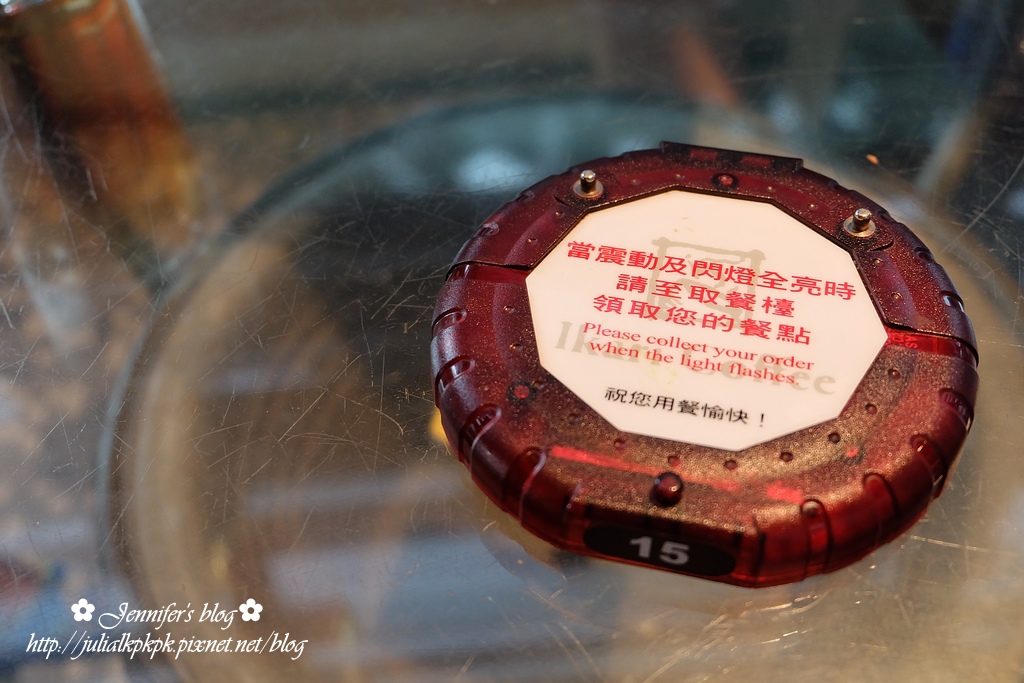 當震動及閃燈全亮時
請至取餐檯
領取您的餐點
Please collect your order
when the light flashes.
祝您用餐愉快！
15
Jennifer's blog
http://julialkpkpk.pixnet.net/blog